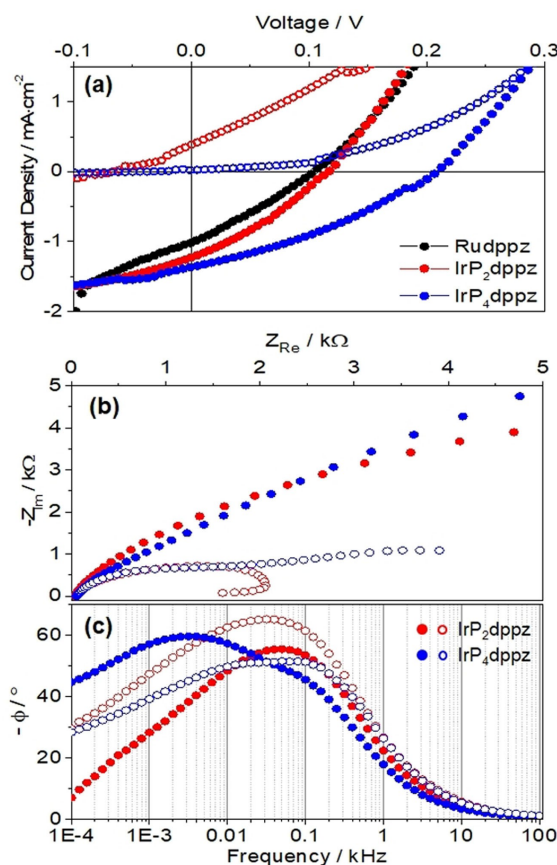 Voltage / V
-0.1 0.0 0.1 0.2 0.3
(a)
Current Density / mA·cm⁻²
1
0
-1
-2
Rudppz
IrP₂dppz
IrP₄dppz
Z_Re / kΩ
0 1 2 3 4 5
(b)
-Z_Im / kΩ
5
4
3
2
1
0
(c)
- ϕ / °
60
40
20
0
IrP₂dppz
IrP₄dppz
1E-4 1E-3 0.01 0.1 1 10 100
Frequency / kHz